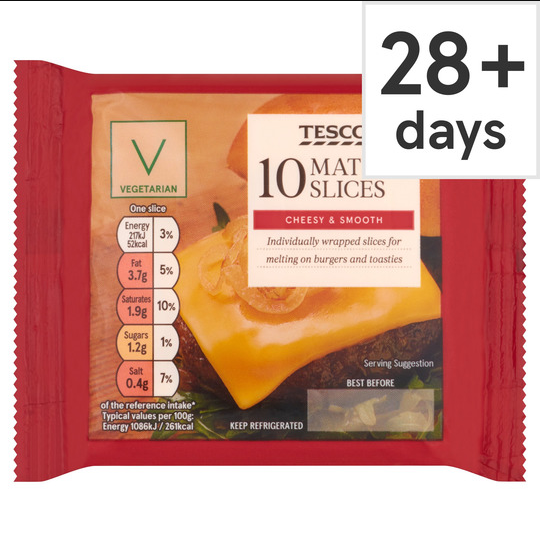 28+
days
TESCO
V
VEGETARIAN
10 MAT
SLICES
CHEESY & SMOOTH
Individually wrapped slices for
melting on burgers and toasties
One slice
Energy
217kJ
52kcal
3%
Fat
3.7g
5%
Saturates
1.9g
10%
Sugars
1.2g
1%
Salt
0.4g
7%
of the reference intake*
Typical values per 100g:
Energy 1086kJ / 261kcal
Serving Suggestion
BEST BEFORE
KEEP REFRIGERATED